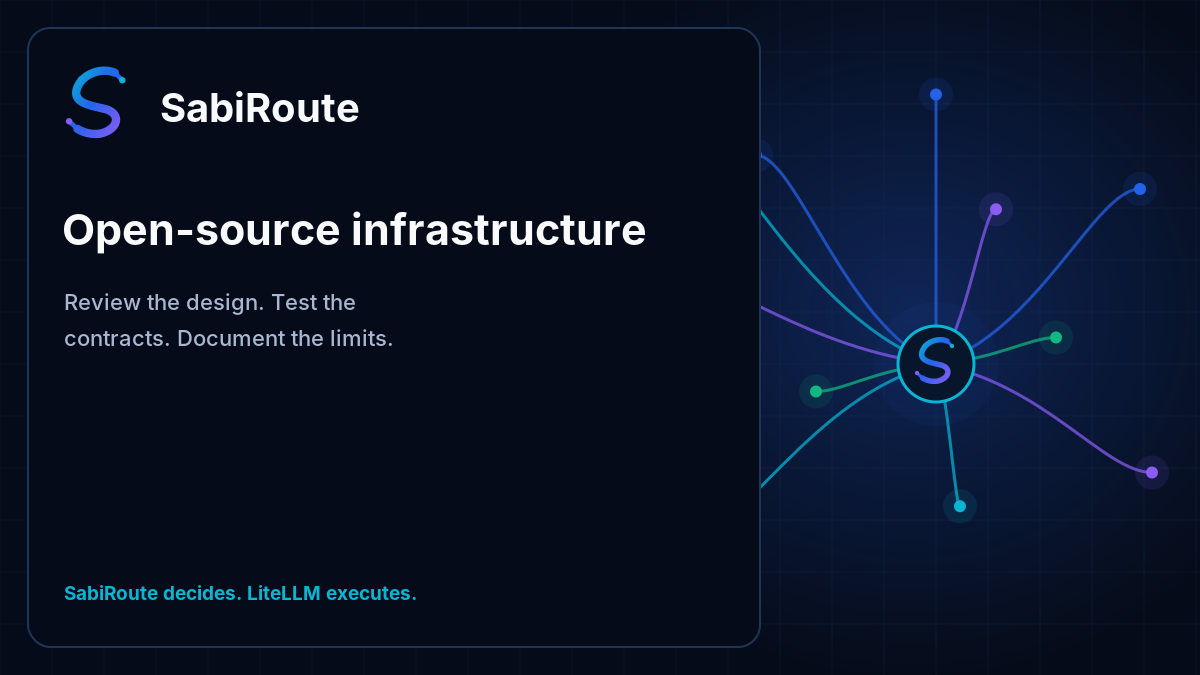 SabiRoute
Open-source infrastructure
Review the design. Test the
contracts. Document the limits.
SabiRoute decides. LiteLLM executes.